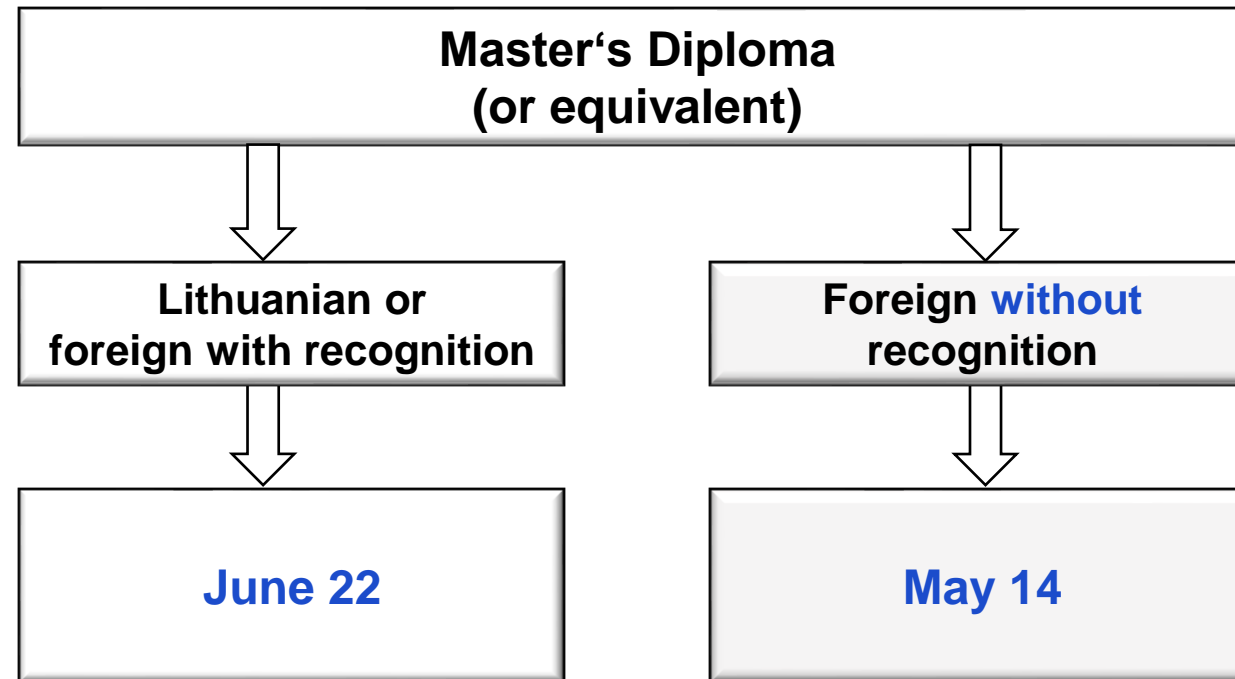 Master‘s Diploma
(or equivalent)
Lithuanian or
foreign with recognition
Foreign without
recognition
June 22
May 14